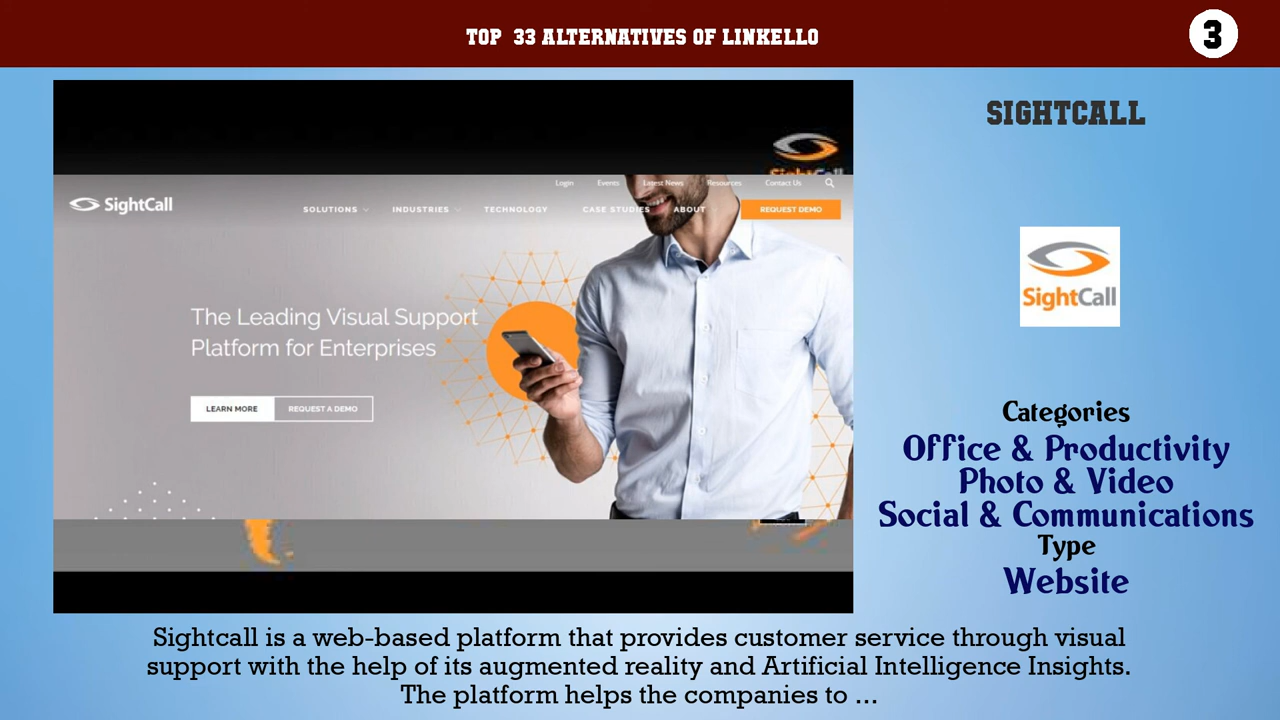 TOP 33 ALTERNATIVES OF LINKELLO
3
SIGHTCALL
Login Events Latest News Resources Contact Us
SightCall
SOLUTIONS INDUSTRIES TECHNOLOGY CASE STUDIES ABOUT REQUEST DEMO
The Leading Visual Support
Platform for Enterprises
LEARN MORE REQUEST A DEMO
SightCall
Categories
Office & Productivity
Photo & Video
Social & Communications
Type
Website
Sightcall is a web-based platform that provides customer service through visual
support with the help of its augmented reality and Artificial Intelligence Insights.
The platform helps the companies to ...